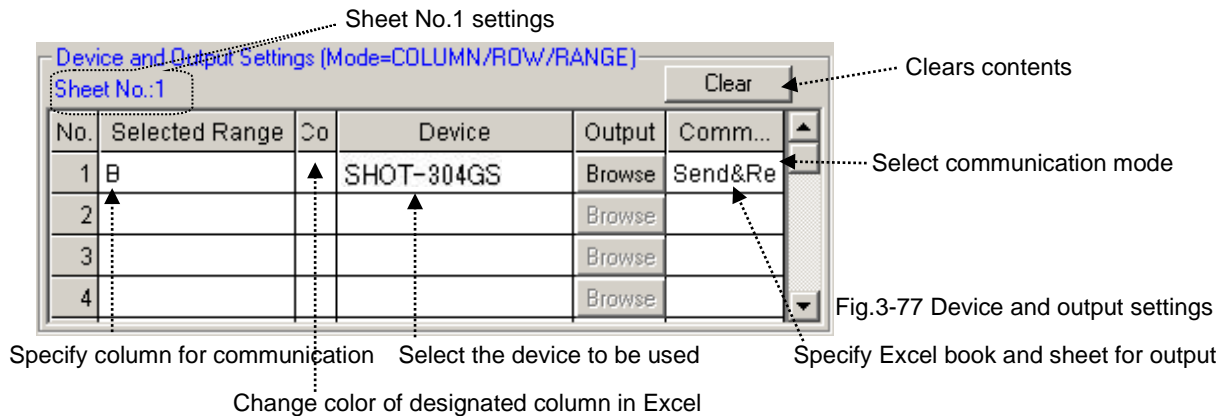 Sheet No.1 settings
Device and Output Settings (Mode=COLUMN/ROW//RANGE)
Sheet No.:1
Clear
Clears contents
No. Selected Range Co Device Output Comm...
1 B SHOT-304GS Browse Send&Re
Select communication mode
2 Browse
3 Browse
4 Browse
Fig.3-77 Device and output settings
Specify column for communication
Select the device to be used
Specify Excel book and sheet for output
Change color of designated column in Excel